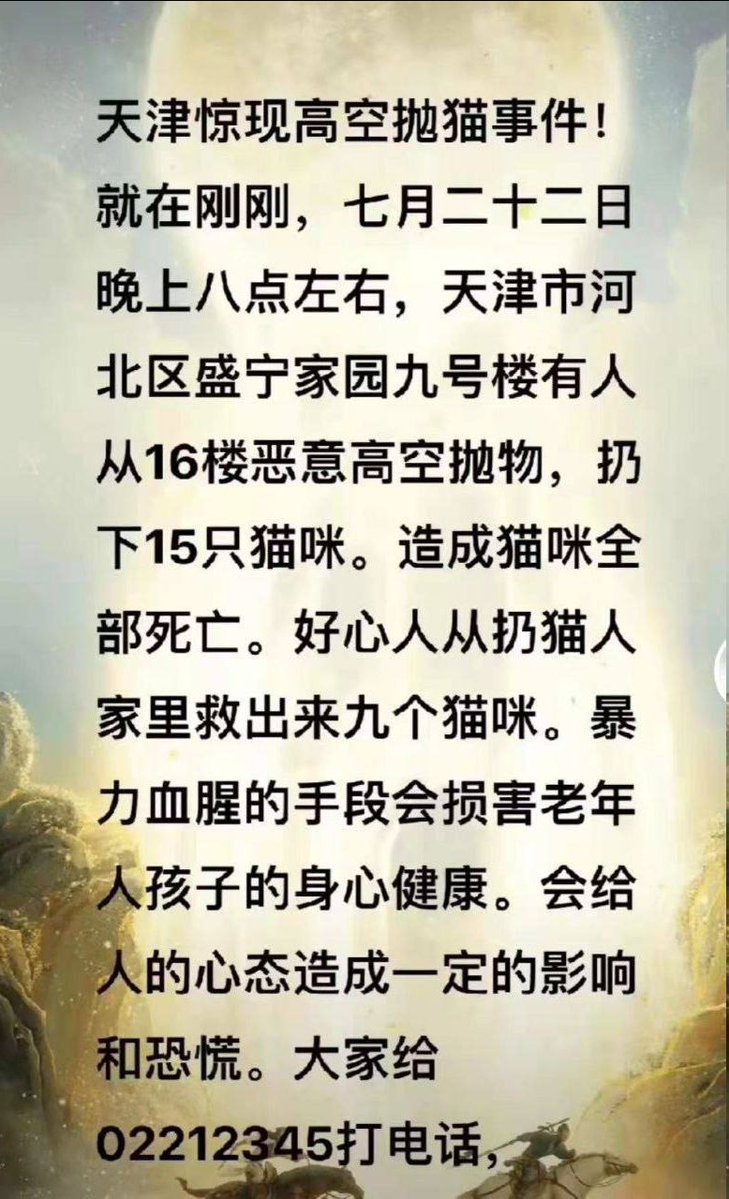 天津惊现高空抛猫事件！
就在刚刚，七月二十二日
晚上八点左右，天津市河
北区盛宁家园九号楼有人
从16楼恶意高空抛物，扔
下15只猫咪。造成猫咪全
部死亡。好心人从扔猫人
家里救出来九个猫咪。暴
力血腥的手段会损害老年
人孩子的身心健康。会给
人的心态造成一定的影响
和恐慌。大家给
02212345打电话，